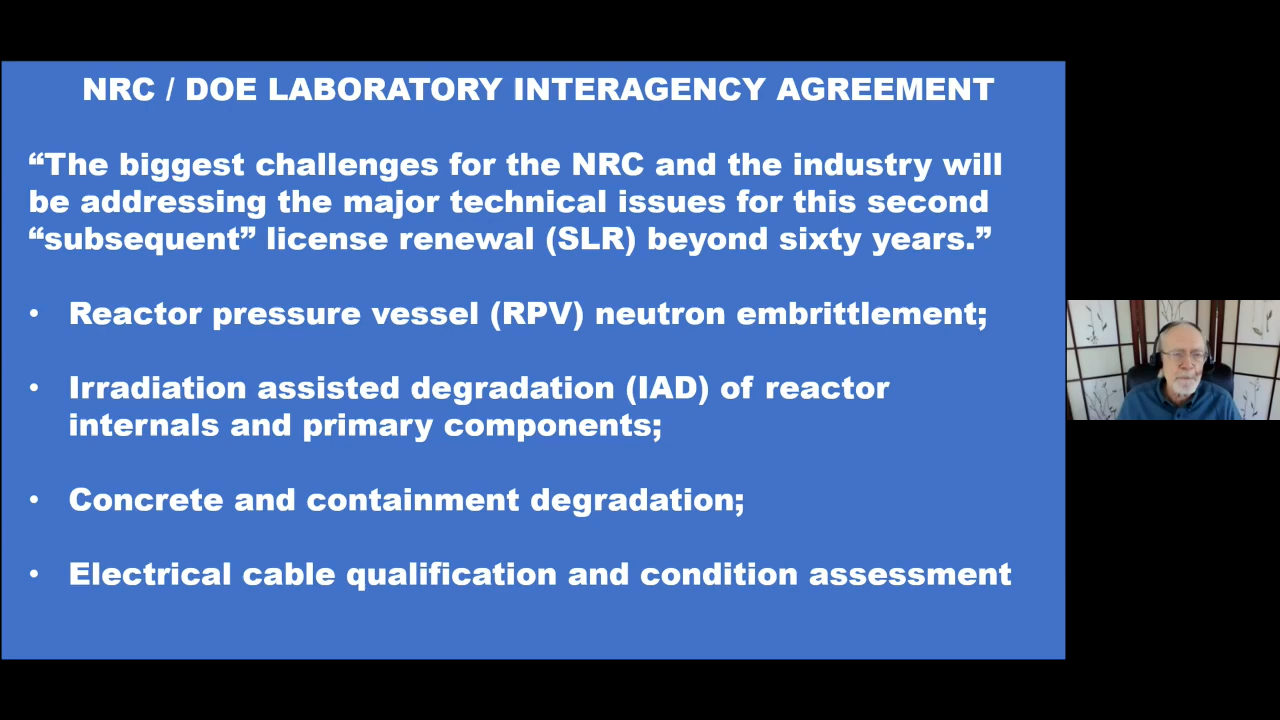 NRC / DOE LABORATORY INTERAGENCY AGREEMENT
“The biggest challenges for the NRC and the industry will
be addressing the major technical issues for this second
“subsequent” license renewal (SLR) beyond sixty years.”
• Reactor pressure vessel (RPV) neutron embrittlement;
• Irradiation assisted degradation (IAD) of reactor
internals and primary components;
• Concrete and containment degradation;
• Electrical cable qualification and condition assessment